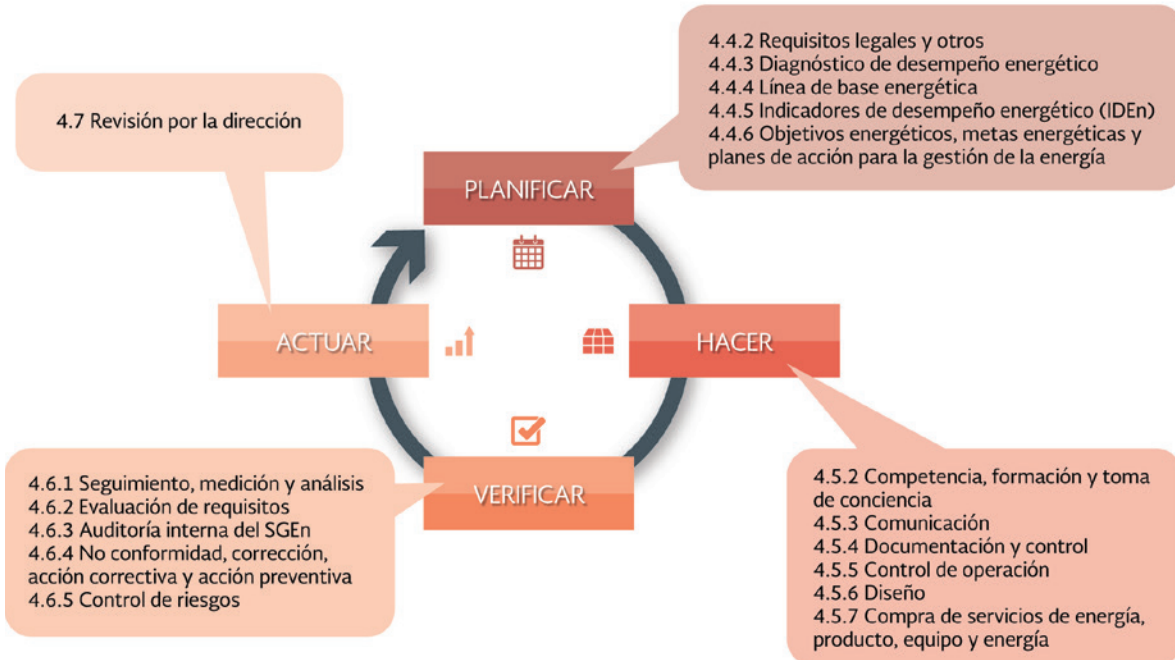 4.4.2 Requisitos legales y otros
4.4.3 Diagnóstico de desempeño energético
4.4.4 Línea de base energética
4.4.5 Indicadores de desempeño energético (IDEn)
4.4.6 Objetivos energéticos, metas energéticas y
planes de acción para la gestión de la energía
4.7 Revisión por la dirección
PLANIFICAR
ACTUAR
HACER
VERIFICAR
4.6.1 Seguimiento, medición y análisis
4.6.2 Evaluación de requisitos
4.6.3 Auditoría interna del SGEn
4.6.4 No conformidad, corrección,
acción correctiva y acción preventiva
4.6.5 Control de riesgos
4.5.2 Competencia, formación y toma
de conciencia
4.5.3 Comunicación
4.5.4 Documentación y control
4.5.5 Control de operación
4.5.6 Diseño
4.5.7 Compra de servicios de energía,
producto, equipo y energía